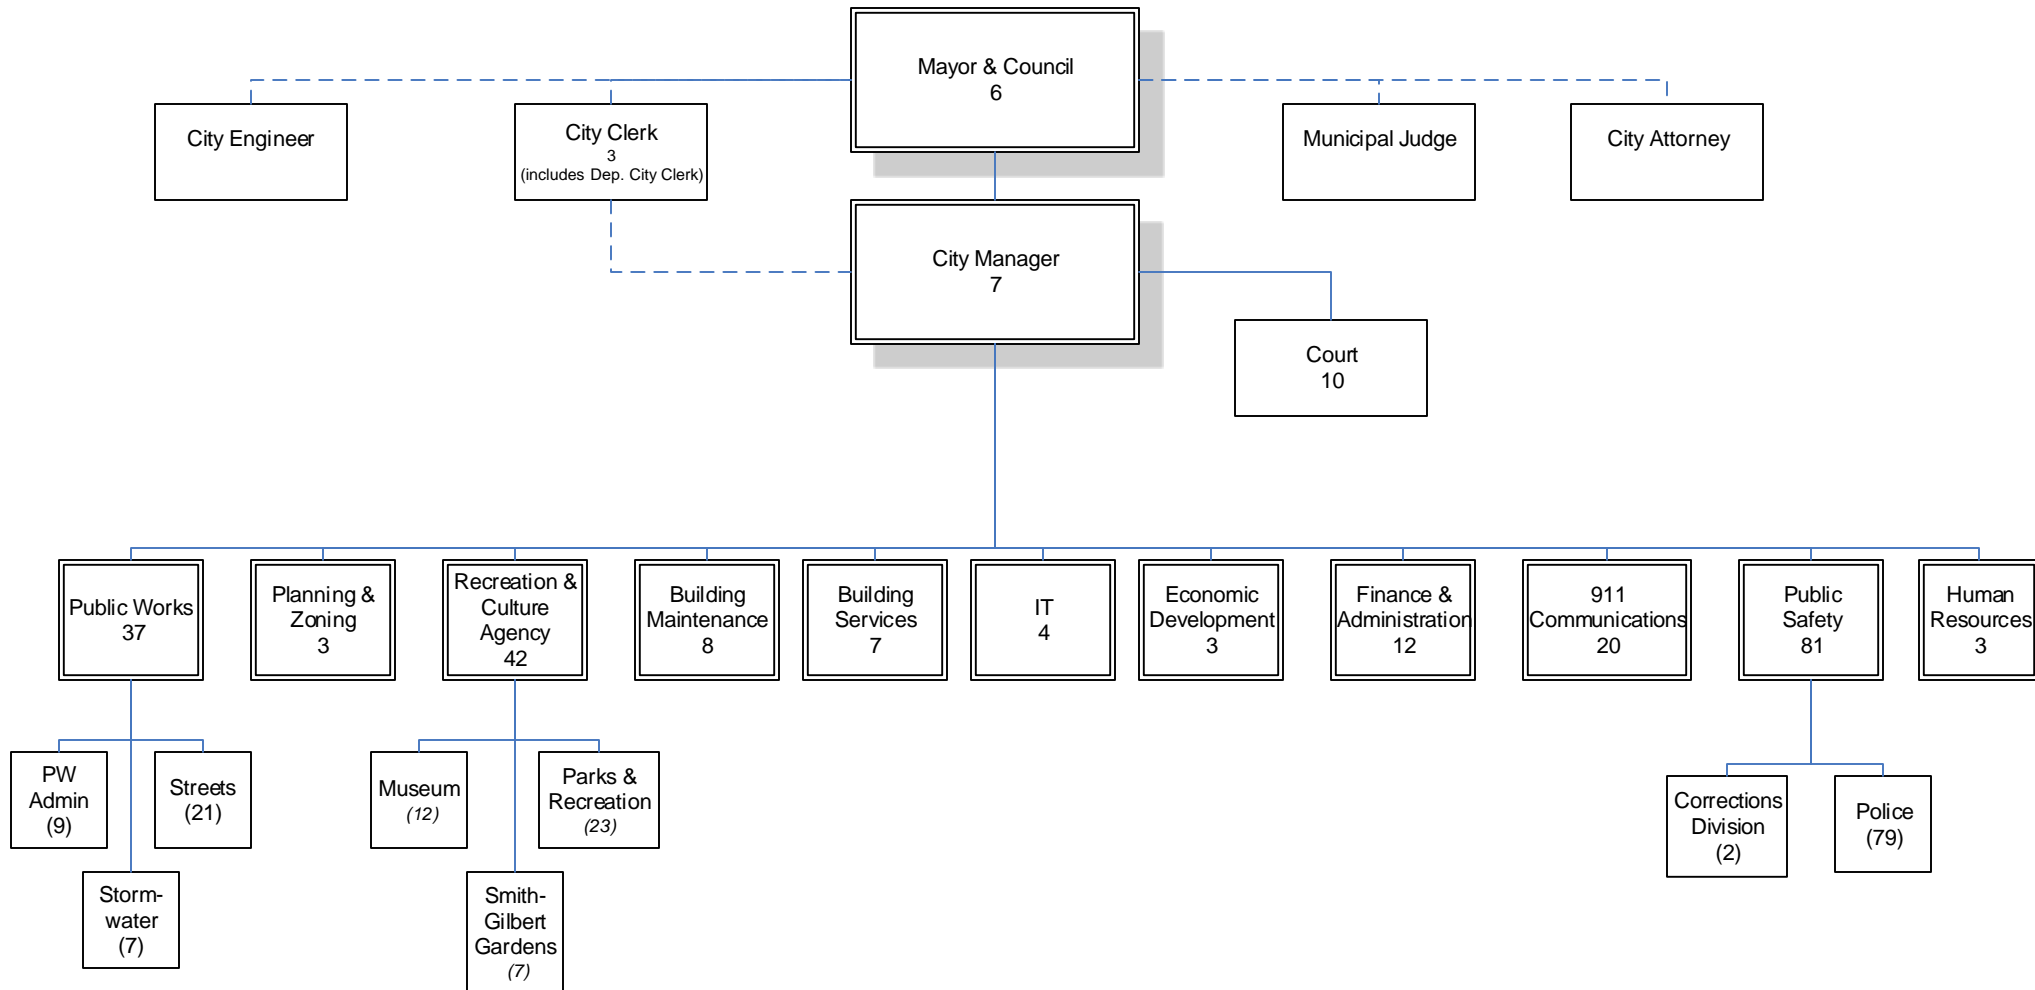 Mayor & Council
6
City Engineer
City Clerk
3
(includes Dep. City Clerk)
Municipal Judge
City Attorney
City Manager
7
Court
10
Public Works
37
Planning &
Zoning
3
Recreation &
Culture
Agency
42
Building
Maintenance
8
Building
Services
7
IT
4
Economic
Development
3
Finance &
Administration
12
911
Communications
20
Public
Safety
81
Human
Resources
3
PW
Admin
(9)
Streets
(21)
Storm-
water
(7)
Museum
(12)
Parks &
Recreation
(23)
Smith-
Gilbert
Gardens
(7)
Corrections
Division
(2)
Police
(79)